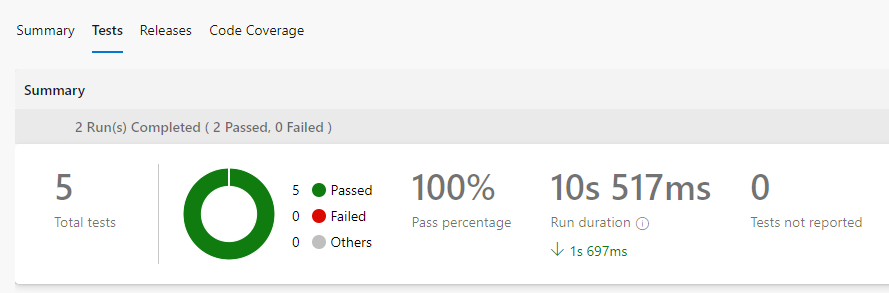 Summary Tests Releases Code Coverage
Summary
2 Run(s) Completed ( 2 Passed, 0 Failed )
5
Total tests
5 Passed
0 Failed
0 Others
100%
Pass percentage
10s 517ms
Run duration
1s 697ms
0
Tests not reported